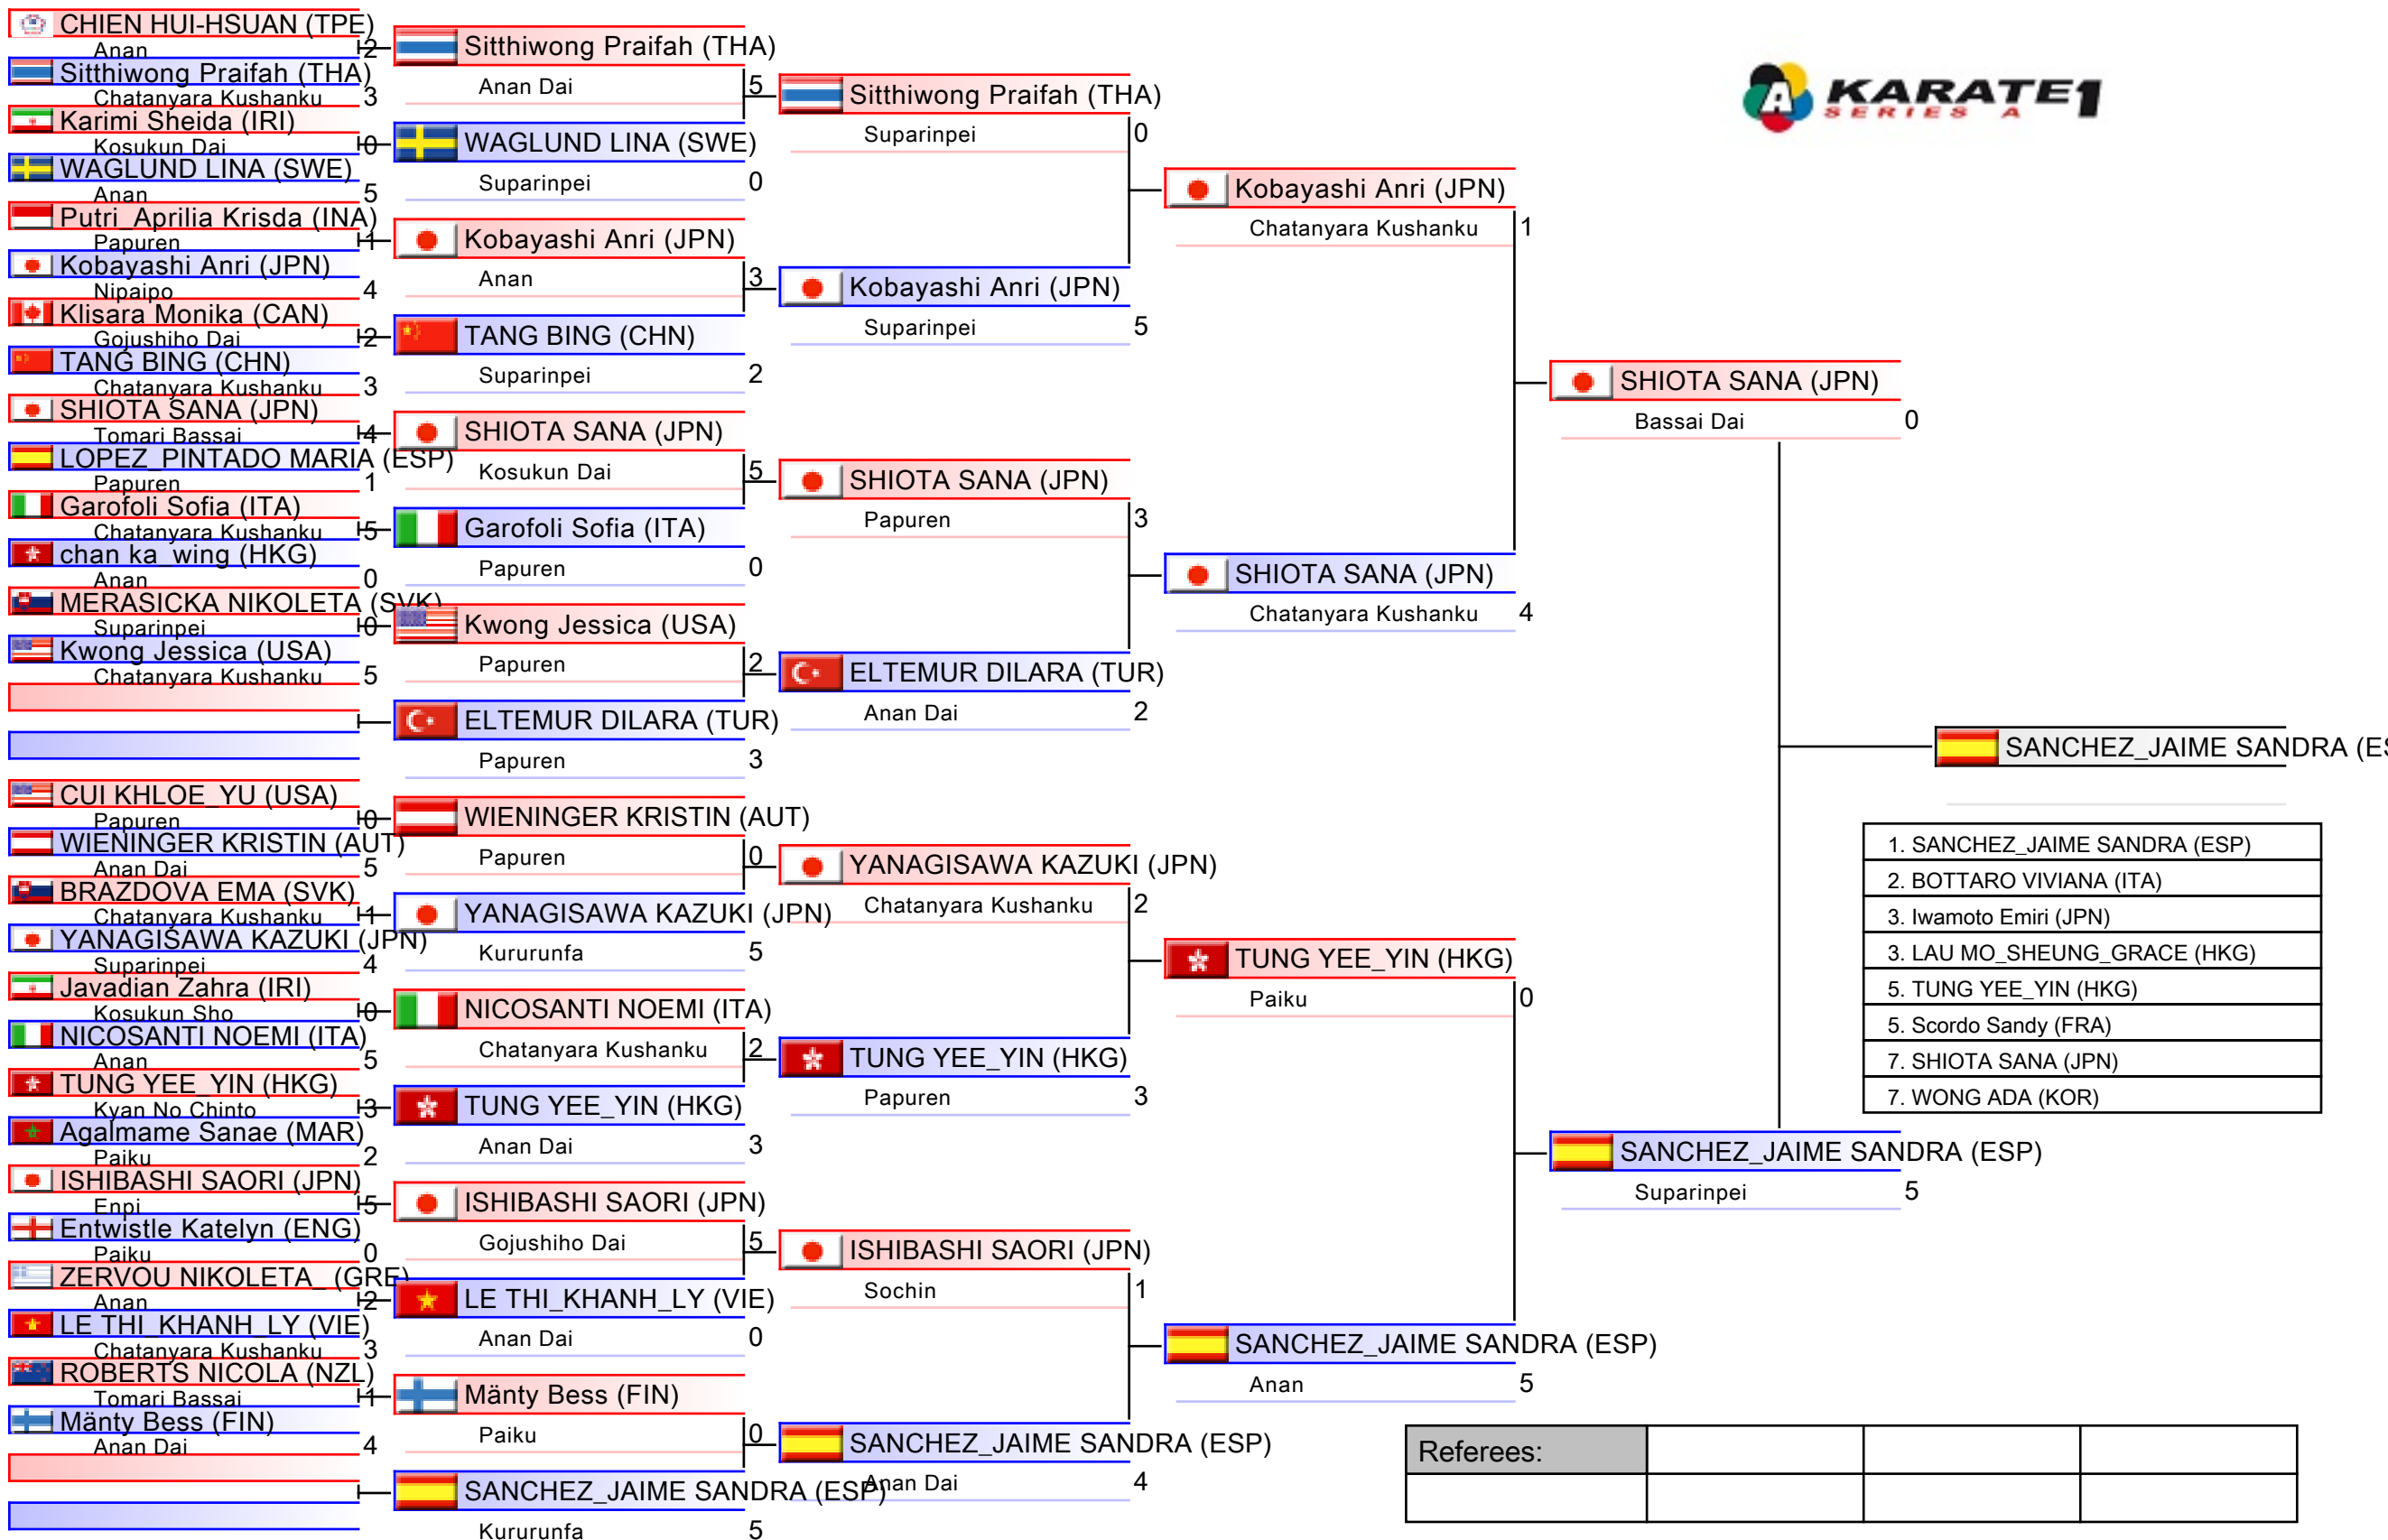 CHIEN HUI-HSUAN (TPE)
Anan 2
Sitthiwong Praifah (THA)
Chatanyara Kushanku 3
Karimi Sheida (IRI)
Kosukun Dai 0
WAGLUND LINA (SWE)
Anan 5
Putri_Aprilia Krisda (INA)
Papuren 1
Kobayashi Anri (JPN)
Nipaipo 4
Klisara Monika (CAN)
Gojushiho Dai 2
TANG BING (CHN)
Chatanyara Kushanku 3
SHIOTA SANA (JPN)
Tomari Bassai 4
LOPEZ_PINTADO MARIA (ESP)
Papuren 1
Garofoli Sofia (ITA)
Chatanyara Kushanku 5
chan ka_wing (HKG)
Anan 0
MERASICKA NIKOLETA (SVK)
Suparinpei 0
Kwong Jessica (USA)
Chatanyara Kushanku 5
CUI KHLOE_YU (USA)
Papuren 0
WIENINGER KRISTIN (AUT)
Anan Dai 5
BRAZDOVA EMA (SVK)
Chatanyara Kushanku 1
YANAGISAWA KAZUKI (JPN)
Suparinpei 4
Javadian Zahra (IRI)
Kosukun Sho 0
NICOSANTI NOEMI (ITA)
Anan 5
TUNG YEE_YIN (HKG)
Kyan No Chinto 3
Agalmame Sanae (MAR)
Paiku 2
ISHIBASHI SAORI (JPN)
Enpi 5
Entwistle Katelyn (ENG)
Paiku 0
ZERVOU NIKOLETA_ (GRE)
Anan 2
LE THI_KHANH_LY (VIE)
Chatanyara Kushanku 3
ROBERTS NICOLA (NZL)
Tomari Bassai 1
Mänty Bess (FIN)
Anan Dai 4
Sitthiwong Praifah (THA)
Anan Dai 5
WAGLUND LINA (SWE)
Suparinpei 0
Kobayashi Anri (JPN)
Anan 3
TANG BING (CHN)
Suparinpei 2
SHIOTA SANA (JPN)
Kosukun Dai 5
Garofoli Sofia (ITA)
Papuren 0
Kwong Jessica (USA)
Papuren 2
ELTEMUR DILARA (TUR)
Papuren 3
WIENINGER KRISTIN (AUT)
Papuren 0
YANAGISAWA KAZUKI (JPN)
Kururunfa 5
NICOSANTI NOEMI (ITA)
Chatanyara Kushanku 2
TUNG YEE_YIN (HKG)
Anan Dai 3
ISHIBASHI SAORI (JPN)
Gojushiho Dai 5
LE THI_KHANH_LY (VIE)
Anan Dai 0
Mänty Bess (FIN)
Paiku 0
SANCHEZ_JAIME SANDRA (ESP)
Kururunfa 5
Sitthiwong Praifah (THA)
Suparinpei 0
Kobayashi Anri (JPN)
Suparinpei 5
SHIOTA SANA (JPN)
Papuren 3
ELTEMUR DILARA (TUR)
Anan Dai 2
YANAGISAWA KAZUKI (JPN)
Chatanyara Kushanku 2
TUNG YEE_YIN (HKG)
Papuren 3
ISHIBASHI SAORI (JPN)
Sochin 1
SANCHEZ_JAIME SANDRA (ESP)
Anan Dai 4
Kobayashi Anri (JPN)
Chatanyara Kushanku 1
SHIOTA SANA (JPN)
Chatanyara Kushanku 4
TUNG YEE_YIN (HKG)
Paiku 0
SANCHEZ_JAIME SANDRA (ESP)
Anan 5
SHIOTA SANA (JPN)
Bassai Dai 0
SANCHEZ_JAIME SANDRA (ESP)
Suparinpei 5
A KARATE1
SERIES A
SANCHEZ_JAIME SANDRA (ES
1. SANCHEZ_JAIME SANDRA (ESP)
2. BOTTARO VIVIANA (ITA)
3. Iwamoto Emiri (JPN)
3. LAU MO_SHEUNG_GRACE (HKG)
5. TUNG YEE_YIN (HKG)
5. Scordo Sandy (FRA)
7. SHIOTA SANA (JPN)
7. WONG ADA (KOR)
Referees: